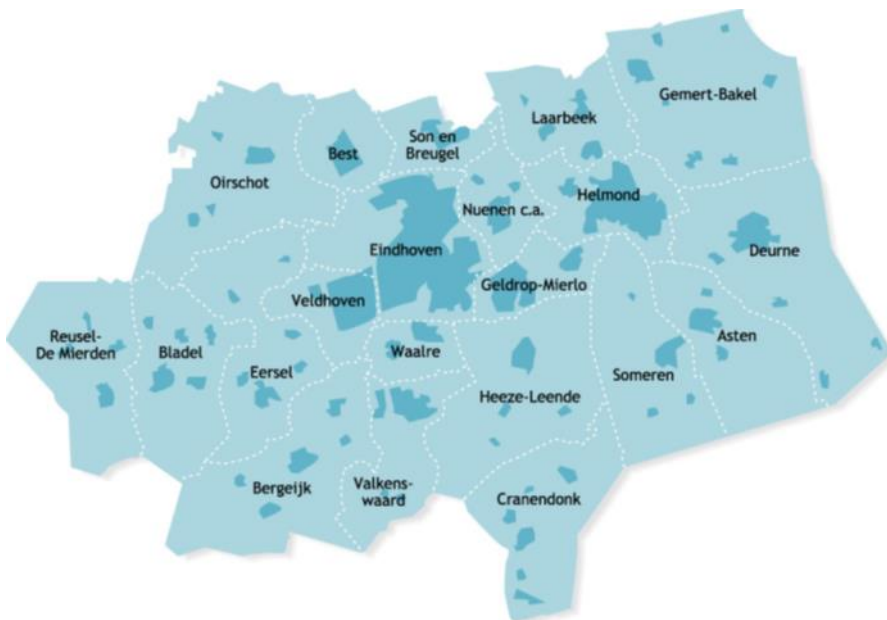 Gemert-Bakel
Laarbeek
Son en
Breugel
Best
Oirschot
Helmond
Nuenen c.a.
Eindhoven
Deurne
Geldrop-Mierlo
Veldhoven
Reusel-
De Mierden
Bladel
Waalre
Asten
Eersel
Someren
Heeze-Leende
Bergeijk
Valkens-
waard
Cranendonk